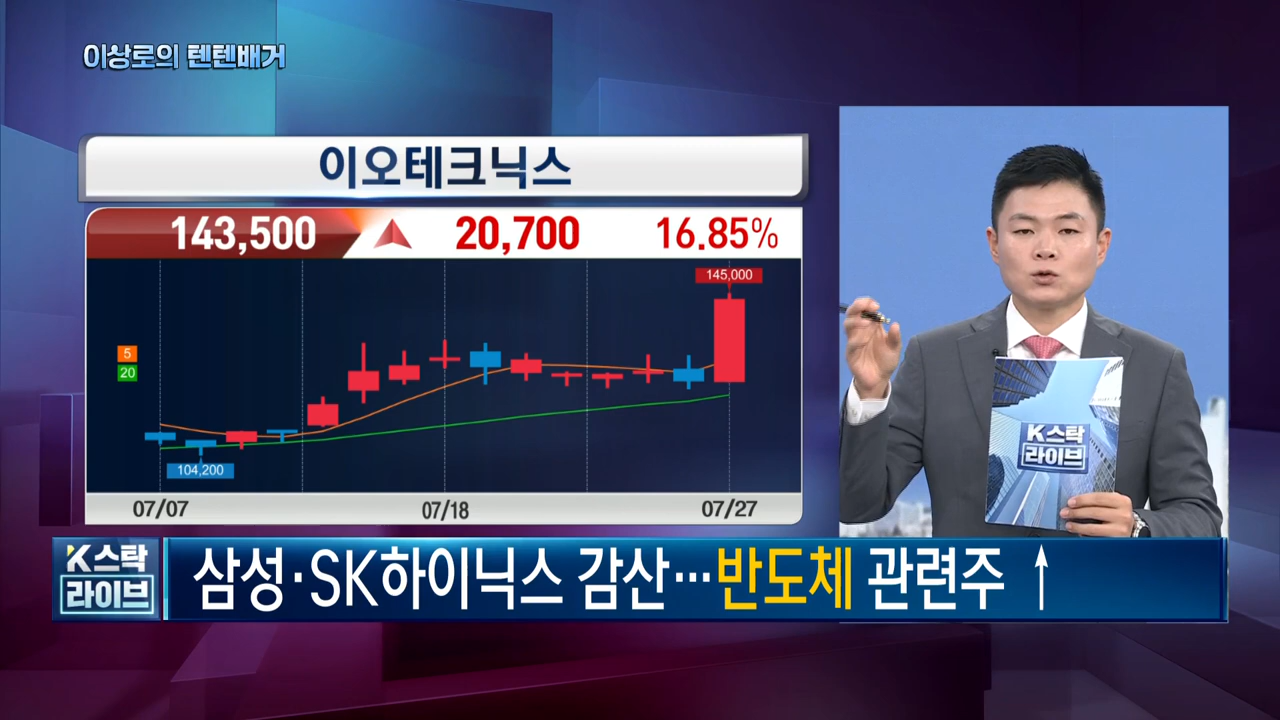 이상로의 텐텐배거
이오테크닉스
143,500 ▲ 20,700 16.85%
145,000
5
20
104,200
07/07 07/18 07/27
K스탁
라이브
K스탁
라이브
삼성·SK하이닉스 감산…반도체 관련주 ↑